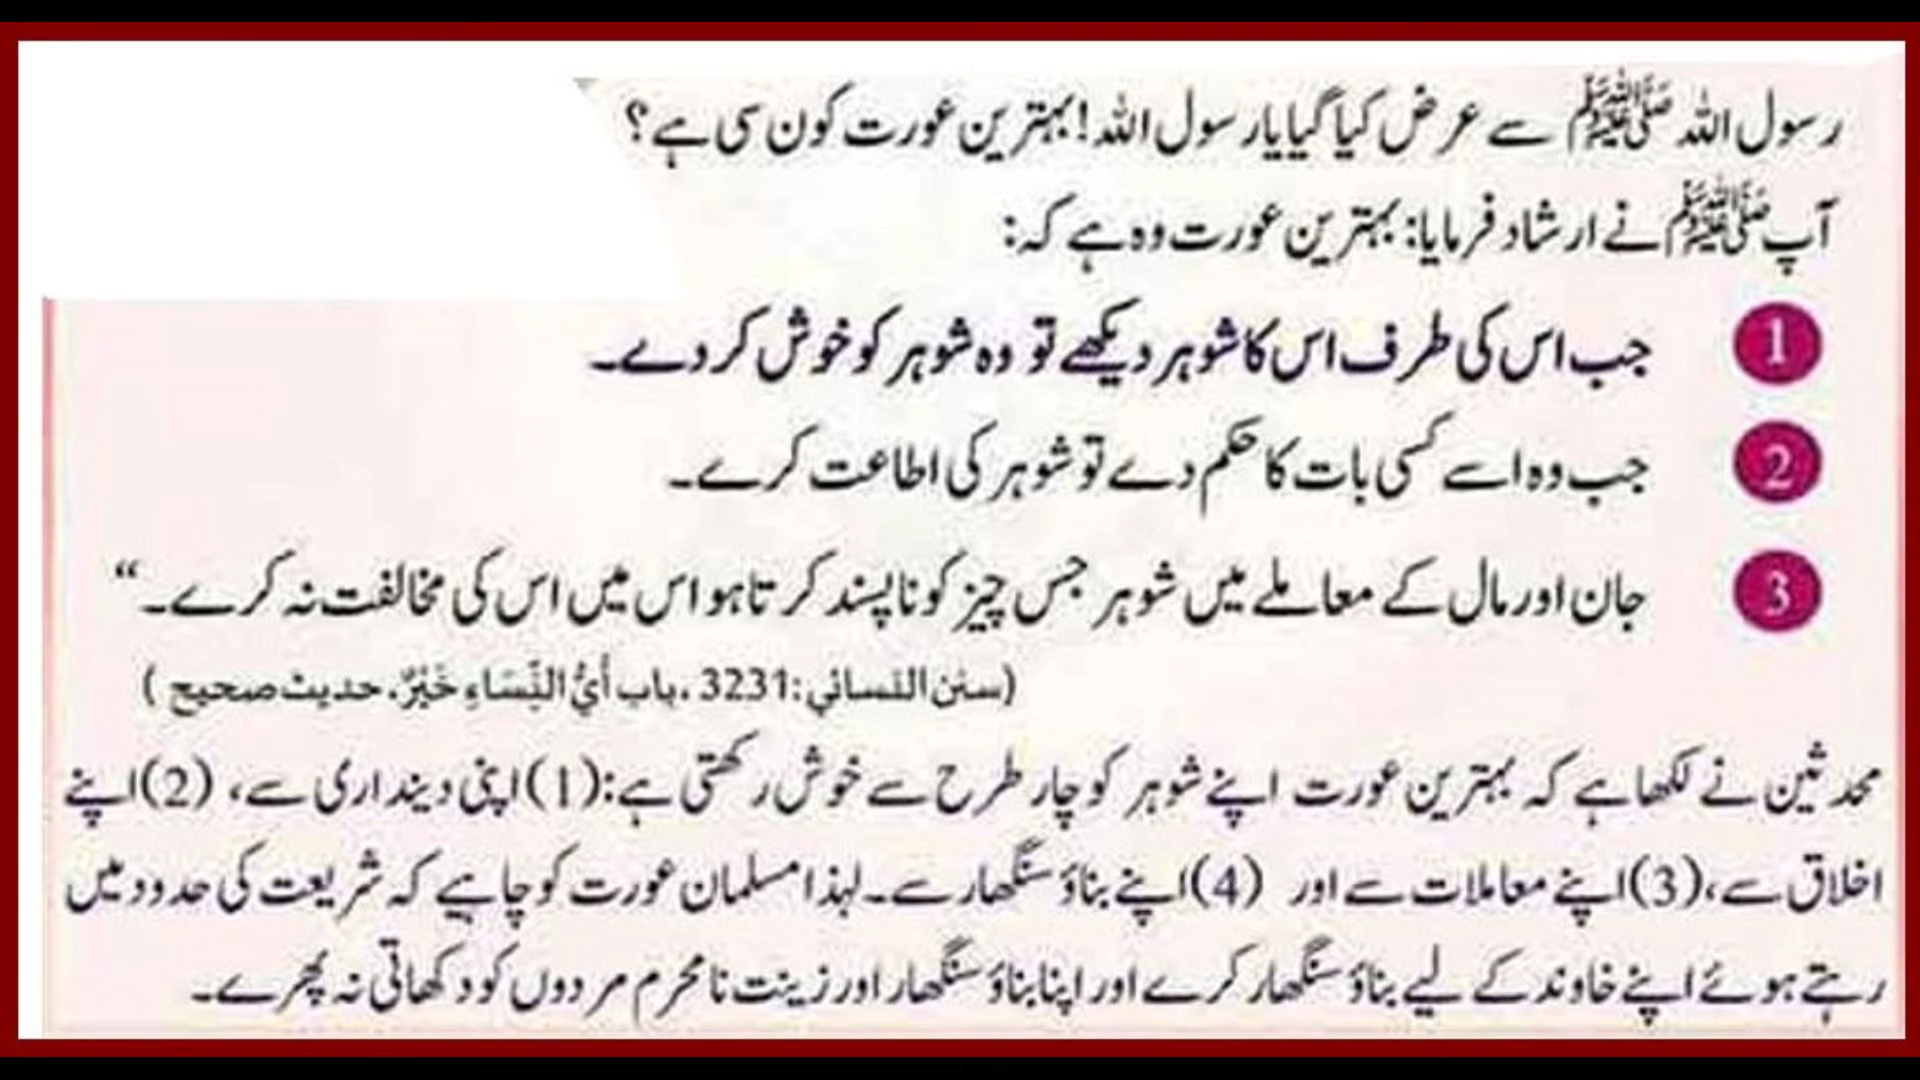 رسول اللہ ﷺ سے عرض کیا گیا یارسول اللہ! بہترین عورت کون سی ہے؟
آپ ﷺ نے ارشاد فرمایا: بہترین عورت وہ ہے کہ:
1 جب اس کی طرف اس کا شوہر دیکھے تو وہ شوہر کو خوش کر دے۔
2 جب وہ اسے کسی بات کا حکم دے تو شوہر کی اطاعت کرے۔
3 جان اور مال کے معاملے میں شوہر جس چیز کو ناپسند کرتا ہو اس میں اس کی مخالفت نہ کرے۔“
(سنن النسائي: 3231، باب أَيُّ النِّسَاءِ خَيْرٌ، حديث صحيح)
محدثین نے لکھا ہے کہ بہترین عورت اپنے شوہر کو چار طرح سے خوش رکھتی ہے: (1) اپنی دینداری سے، (2) اپنے
اخلاق سے، (3) اپنے معاملات سے اور (4) اپنے بناؤ سنگھار سے۔ لہذا مسلمان عورت کو چاہیے کہ شریعت کی حدود میں
رہتے ہوئے اپنے خاوند کے لیے بناؤ سنگھار کرے اور اپنا بناؤ سنگھار اور زینت نامحرم مردوں کو دکھاتی نہ پھرے۔